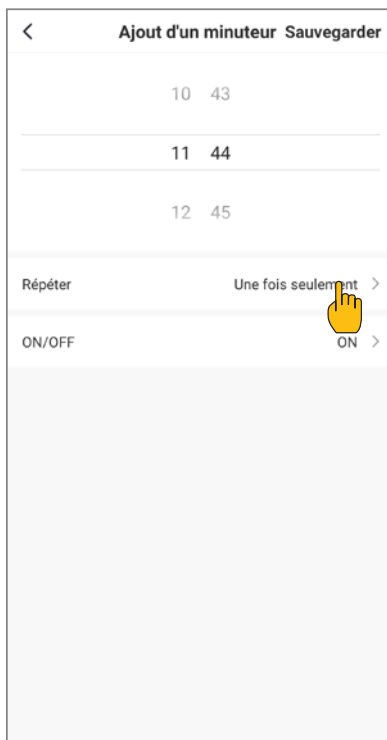 Ajout d'un minuteur Sauvegarder
10 43
11 44
12 45
Répéter Une fois seulement
ON/OFF ON